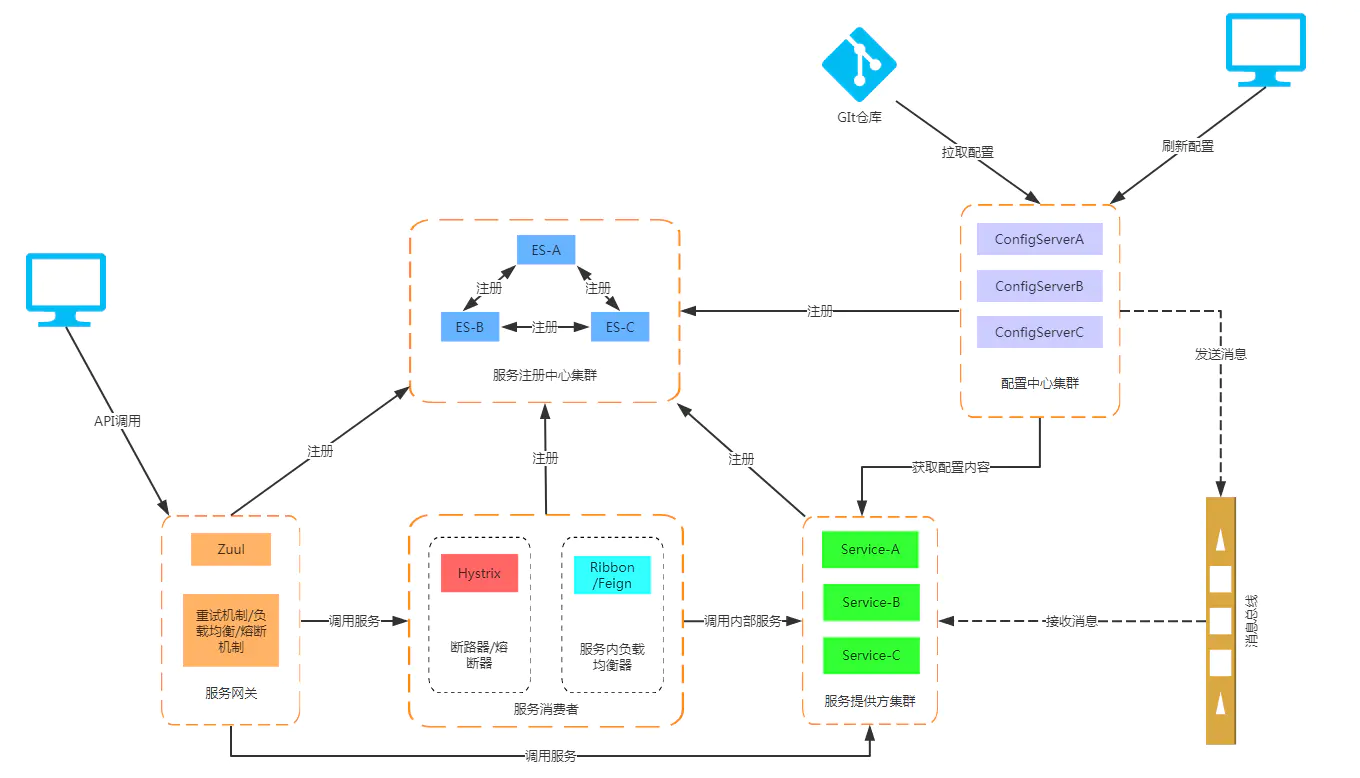 GIt仓库
拉取配置
刷新配置
ConfigServerA
ConfigServerB
ConfigServerC
配置中心集群
ES-A
注册
注册
ES-B
注册
ES-C
服务注册中心集群
注册
发送消息
API调用
注册
注册
注册
获取配置内容
Zuul
重试机制/负
载均衡/熔断
机制
服务网关
调用服务
Hystrix
断路器/熔
断器
Ribbon
/Feign
服务内负载
均衡器
服务消费者
调用内部服务
Service-A
Service-B
Service-C
服务提供方集群
接收消息
消息总线
调用服务